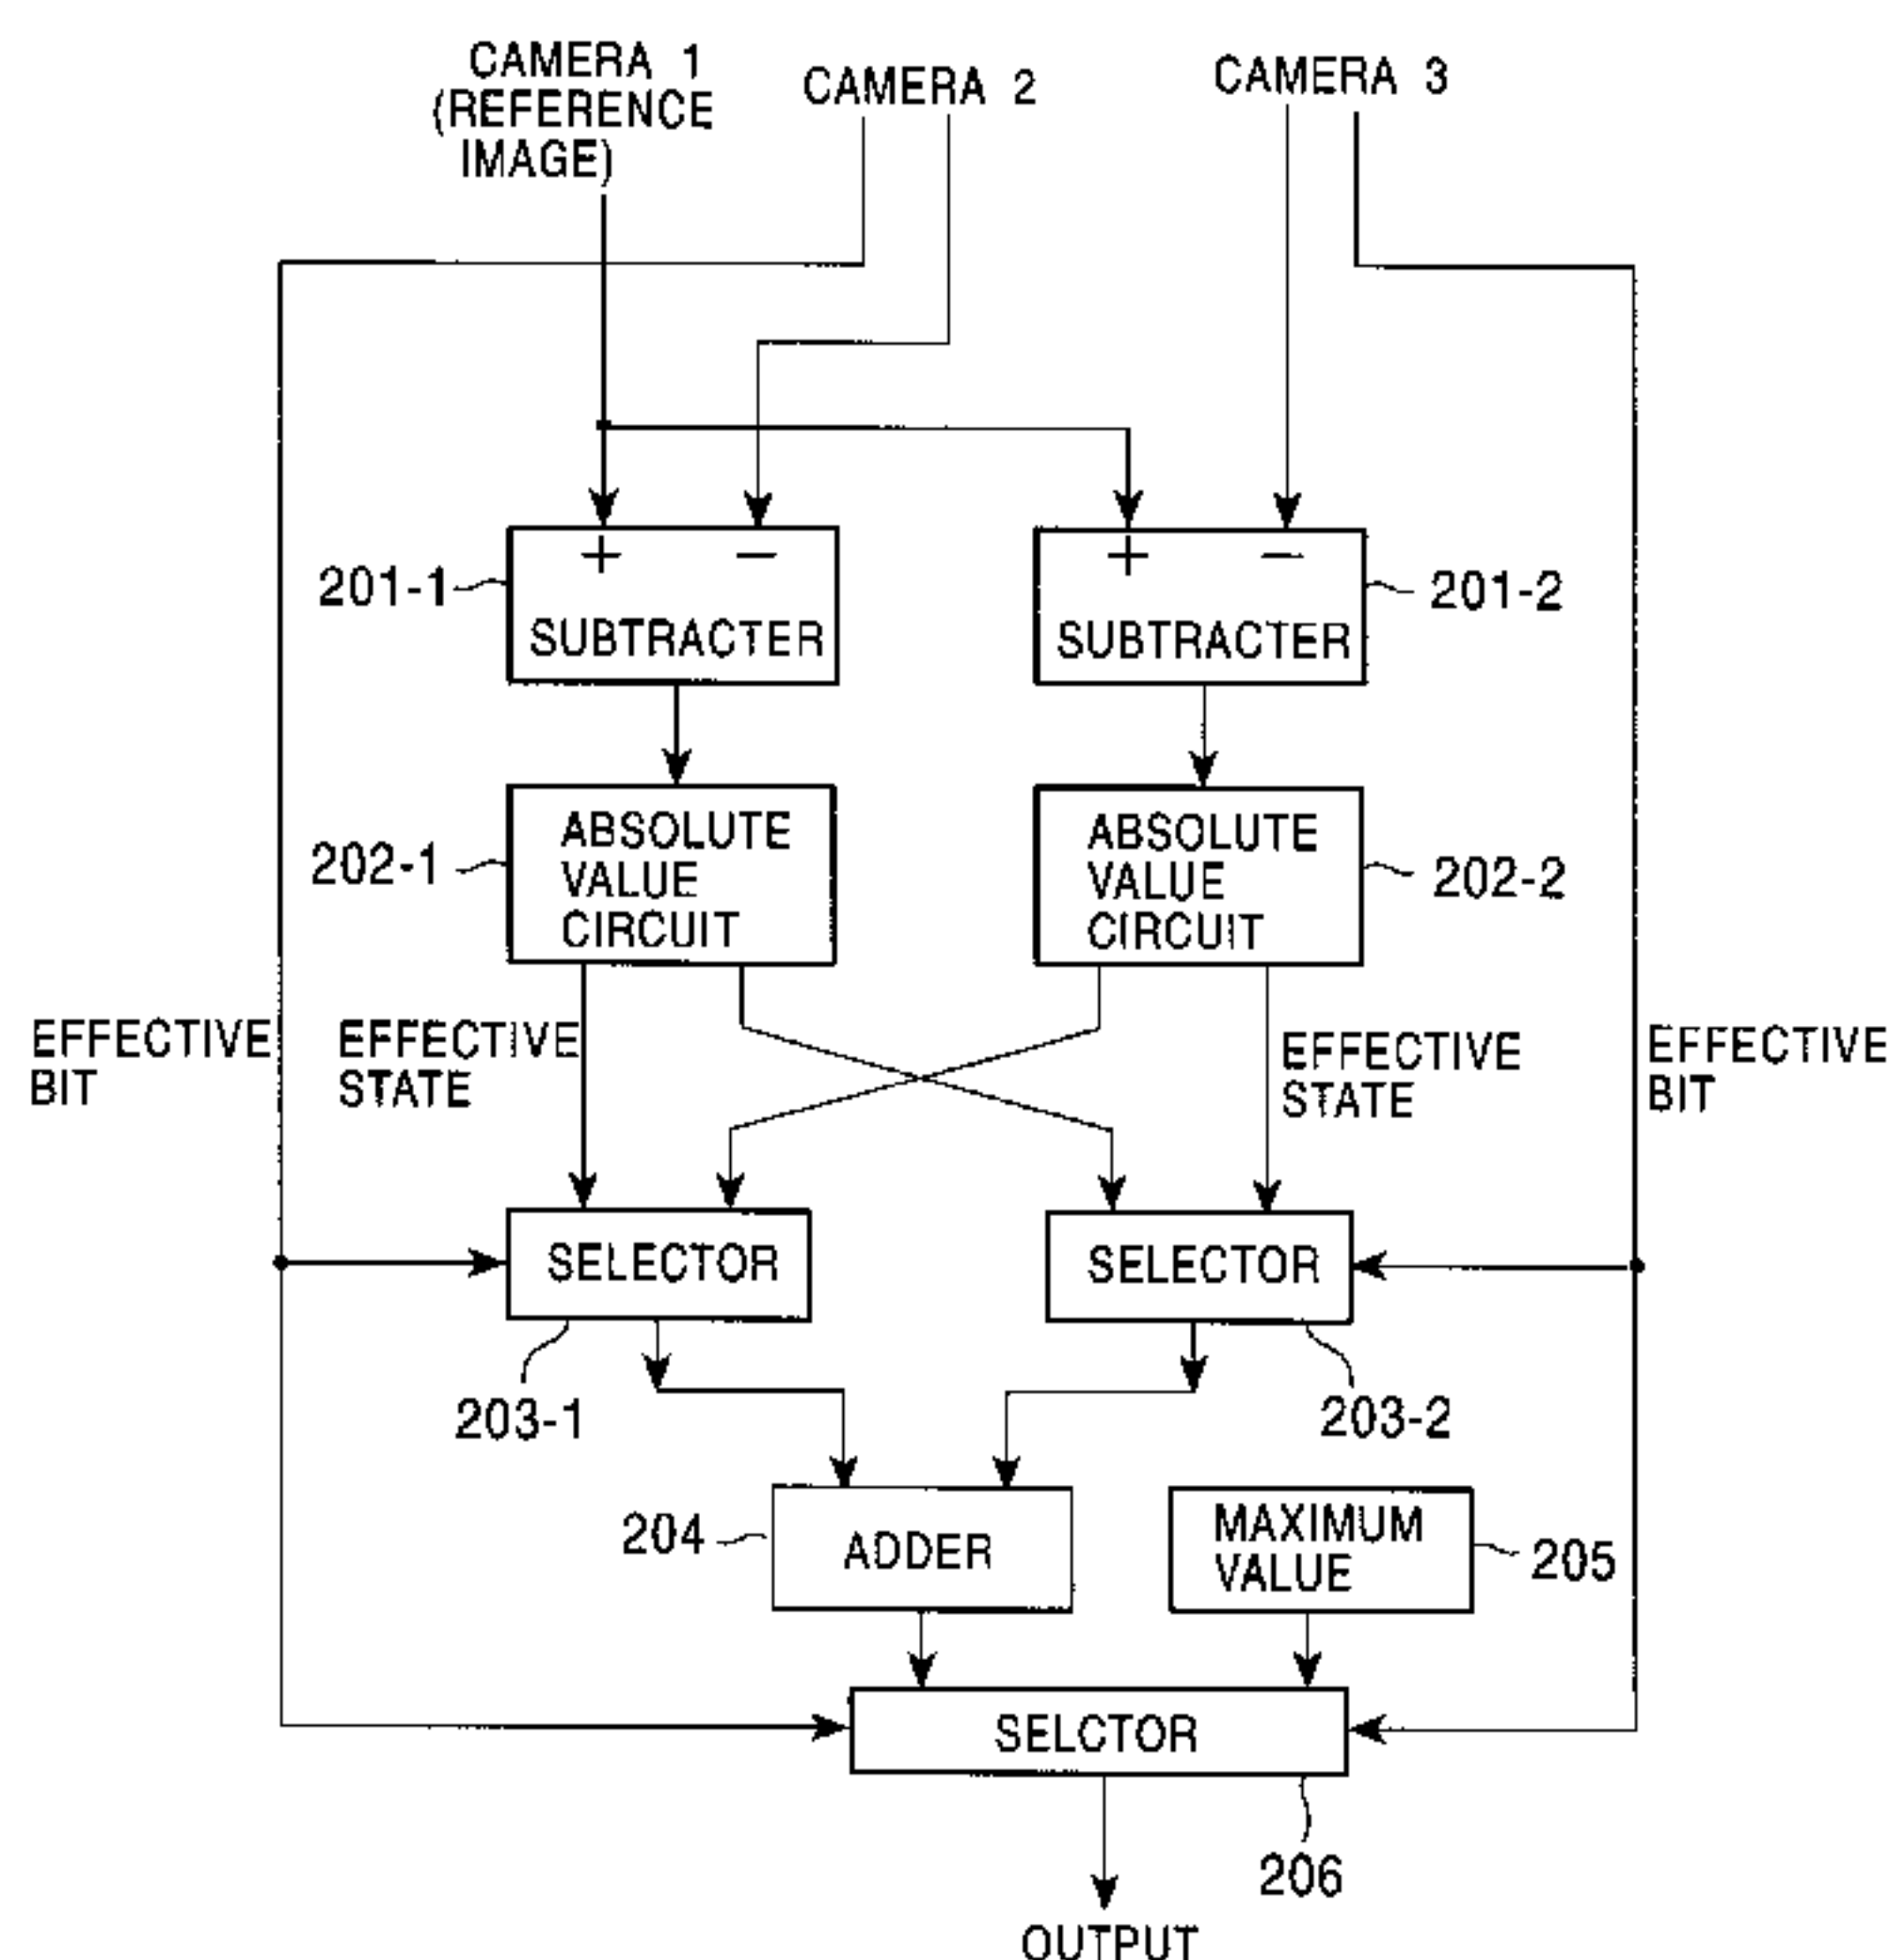 CAMERA 1
(REFERENCE
IMAGE)
CAMERA 2
CAMERA 3
+
−
201-1
SUBTRACTER
+
−
201-2
SUBTRACTER
202-1
ABSOLUTE
VALUE
CIRCUIT
ABSOLUTE
VALUE
CIRCUIT
202-2
EFFECTIVE
BIT
EFFECTIVE
STATE
EFFECTIVE
STATE
EFFECTIVE
BIT
SELECTOR
SELECTOR
203-1
203-2
204
ADDER
MAXIMUM
VALUE
205
SELCTOR
206
OUTPUT